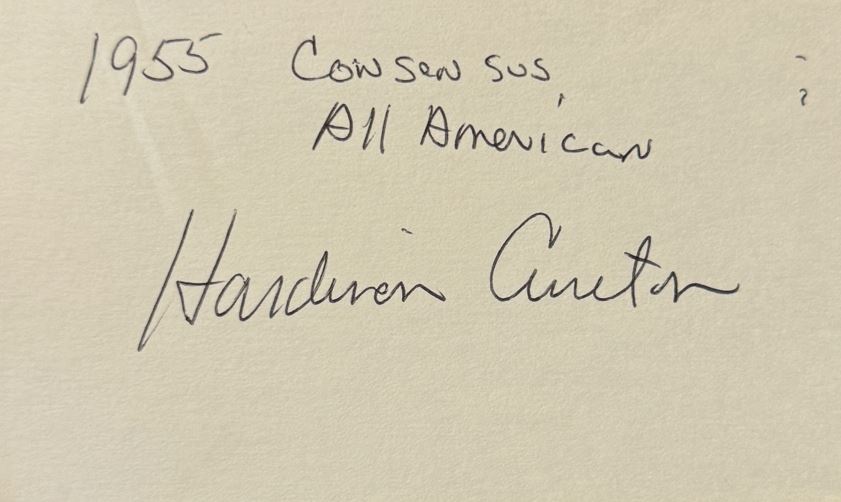 1955 Consensus
All American
Hardiman Cureton